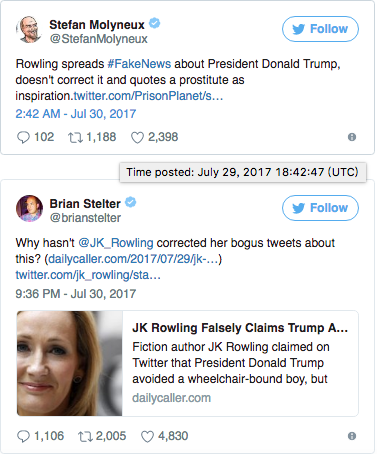 Stefan Molyneux
Follow
@StefanMolyneux
Rowling spreads #FakeNews about President Donald Trump,
doesn't correct it and quotes a prostitute as
inspiration.twitter.com/PrisonPlanet/s…
2:42 AM - Jul 30, 2017
102 1,188 2,398
Time posted: July 29, 2017 18:42:47 (UTC)
Brian Stelter
Follow
@brianstelter
Why hasn't @JK_Rowling corrected her bogus tweets about
this? (dailycaller.com/2017/07/29/jk-…)
twitter.com/jk_rowling/sta…
9:36 PM - Jul 30, 2017
JK Rowling Falsely Claims Trump A…
Fiction author JK Rowling claimed on
Twitter that President Donald Trump
avoided a wheelchair-bound boy, but
dailycaller.com
1,106 2,005 4,830